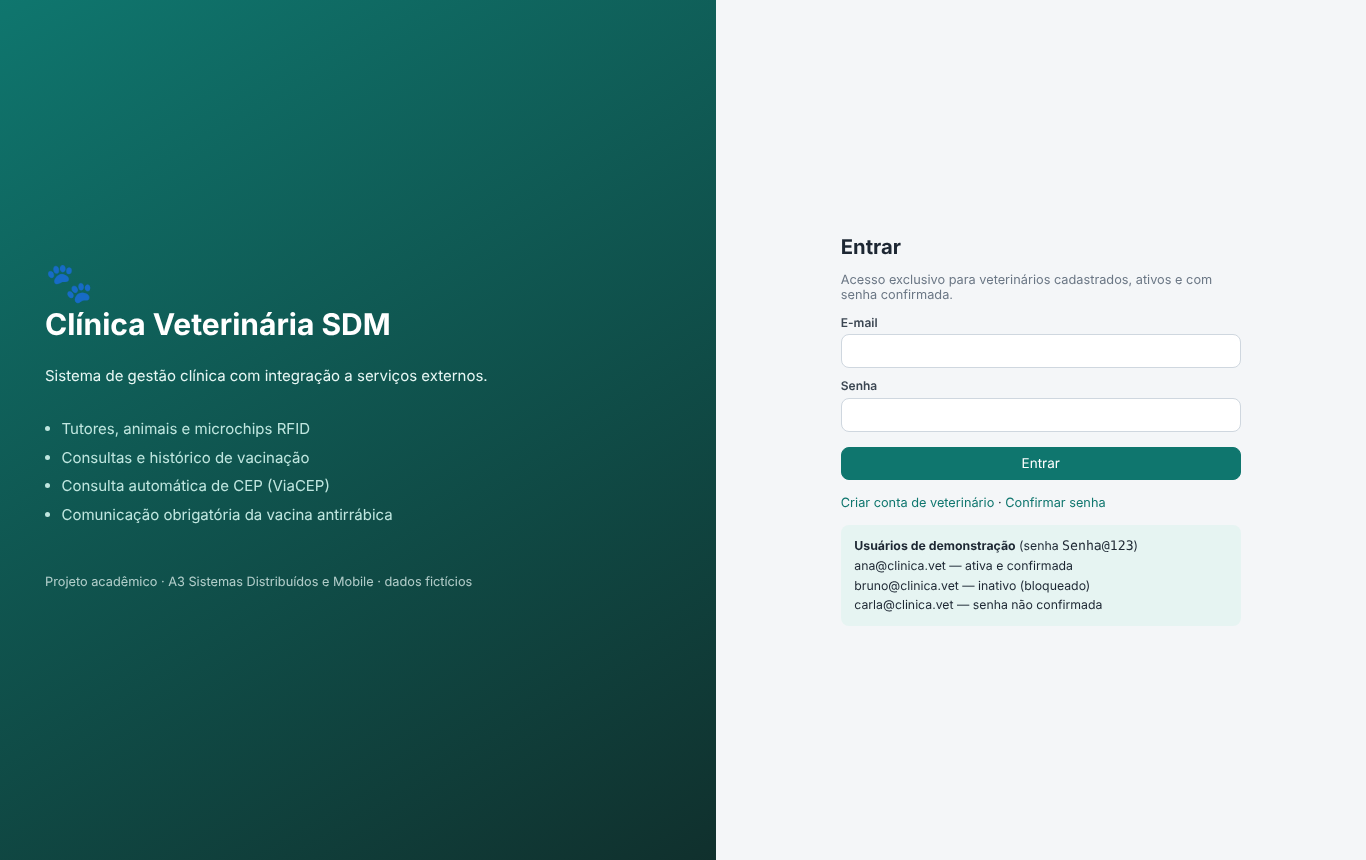 Clínica Veterinária SDM
Sistema de gestão clínica com integração a serviços externos.
Tutores, animais e microchips RFID
Consultas e histórico de vacinação
Consulta automática de CEP (ViaCEP)
Comunicação obrigatória da vacina antirrábica
Projeto acadêmico · A3 Sistemas Distribuídos e Mobile · dados fictícios
Entrar
Acesso exclusivo para veterinários cadastrados, ativos e com
senha confirmada.
E-mail
Senha
Entrar
Criar conta de veterinário · Confirmar senha
Usuários de demonstração (senha Senha@123)
ana@clinica.vet — ativa e confirmada
bruno@clinica.vet — inativo (bloqueado)
carla@clinica.vet — senha não confirmada